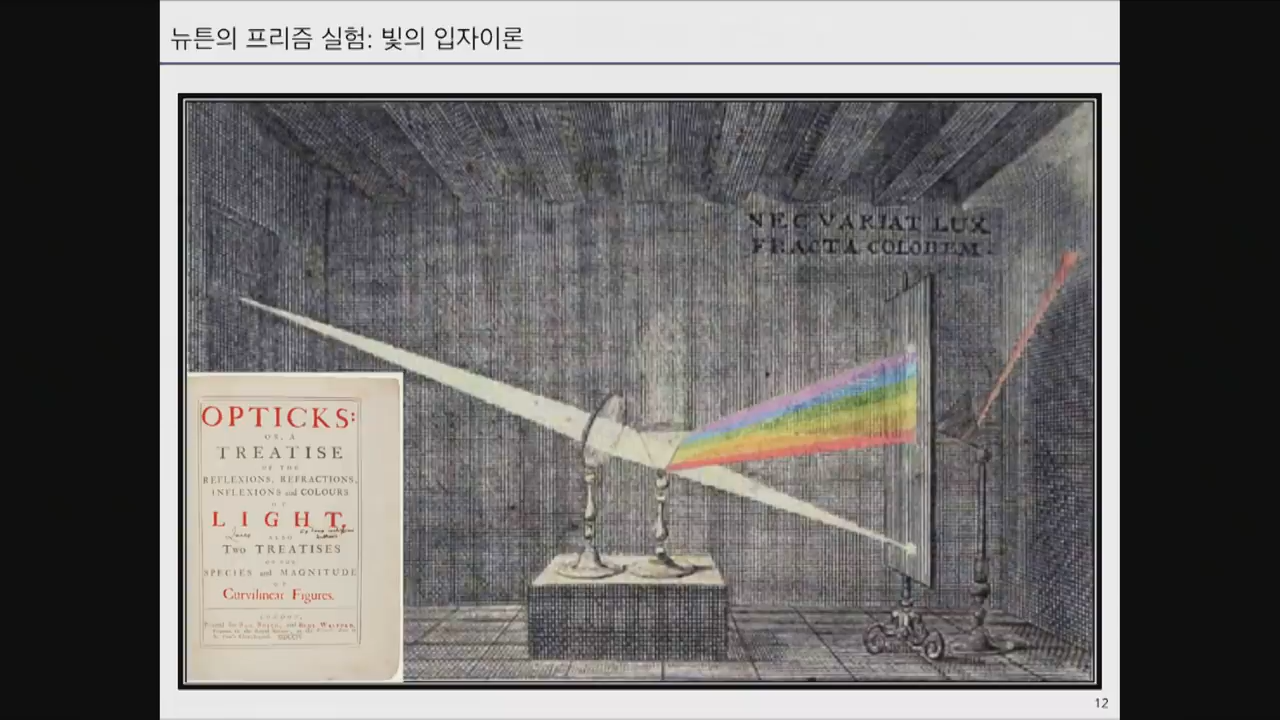 뉴튼의 프리즘 실험: 빛의 입자이론
NEC VARIAT LUX
FRACTA COLOREM.
OPTICKS:
OR, A
TREATISE
OF THE
REFLEXIONS, REFRACTIONS,
INFLEXIONS and COLOURS
OF
LIGHT,
ALSO
Two TREATISES
OF THE
SPECIES and MAGNITUDE
OF
Curvilinear Figures.
LONDON,
12